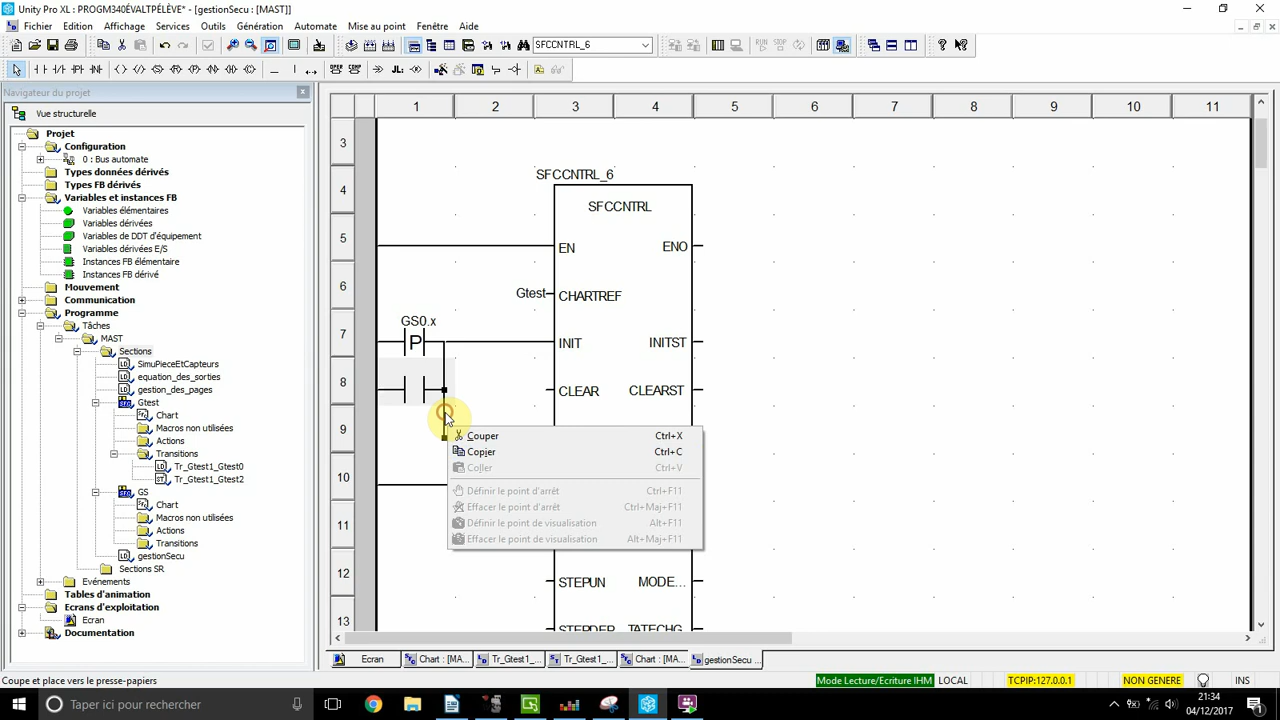 Unity Pro XL : PROGM340ÉVALTPÉLÈVE* - [gestionSecu : [MAST]]
Fichier Edition Affichage Services Outils Génération Automate Mise au point Fenêtre Aide
SFCCNTRL_6
Navigateur du projet
Vue structurelle
Projet
Configuration
0 : Bus automate
Types données dérivés
Types FB dérivés
Variables et instances FB
Variables élémentaires
Variables dérivées
Variables de DDT d'équipement
Variables dérivées E/S
Instances FB élémentaire
Instances FB dérivé
Mouvement
Communication
Programme
Tâches
MAST
Sections
SimuPieceEtCapteurs
equation_des_sorties
gestion_des_pages
Gtest
Chart
Macros non utilisées
Actions
Transitions
Tr_Gtest1_Gtest0
Tr_Gtest1_Gtest2
GS
Chart
Macros non utilisées
Actions
Transitions
gestionSecu
Sections SR
Evénements
Tables d'animation
Ecrans d'exploitation
Ecran
Documentation
1 2 3 4 5 6 7 8 9 10 11
3
4
5
6
7
8
9
10
11
12
13
SFCCNTRL_6
SFCCNTRL
EN ENO
Gtest CHARTREF
GS0.x
P
INIT INITST
CLEAR CLEARST
Couper Ctrl+X
Copier Ctrl+C
Coller Ctrl+V
Définir le point d'arrêt Ctrl+F11
Effacer le point d'arrêt Ctrl+Maj+F11
Définir le point de visualisation Alt+F11
Effacer le point de visualisation Alt+Maj+F11
STEPUN MODE...
STEPDEP TATECHG
Ecran Chart : [MA... Tr_Gtest1_... Tr_Gtest1_... Chart : [MA... gestionSecu ...
Coupe et place vers le presse-papiers
Mode Lecture/Ecriture IHM LOCAL TCPIP:127.0.0.1 NON GENERE INS
Taper ici pour rechercher
21:34
04/12/2017